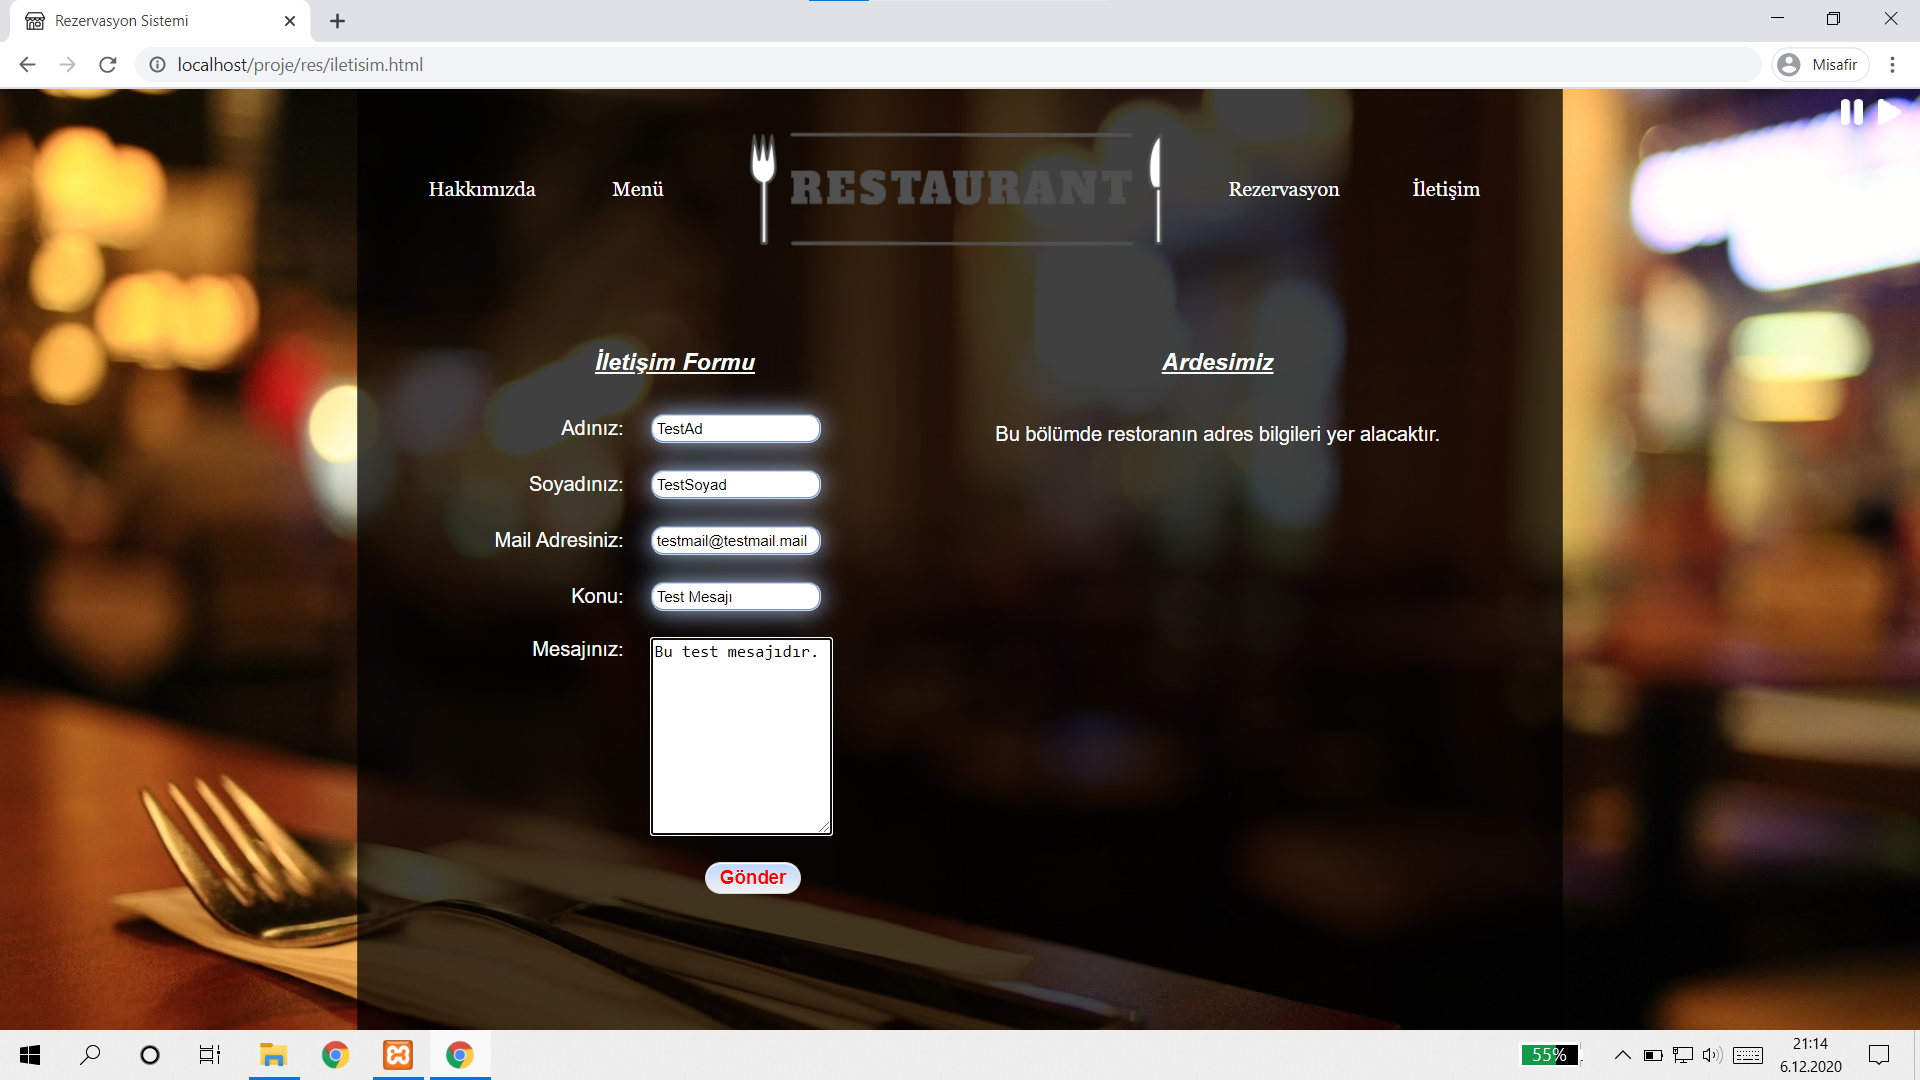 Rezervasyon Sistemi
localhost/proje/res/iletisim.html
Misafir
Hakkımızda Menü RESTAURANT Rezervasyon İletişim
İletişim Formu
Adınız: TestAd
Soyadınız: TestSoyad
Mail Adresiniz: testmail@testmail.mail
Konu: Test Mesajı
Mesajınız: Bu test mesajıdır.
Gönder
Ardesimiz
Bu bölümde restoranın adres bilgileri yer alacaktır.
55%
21:14
6.12.2020